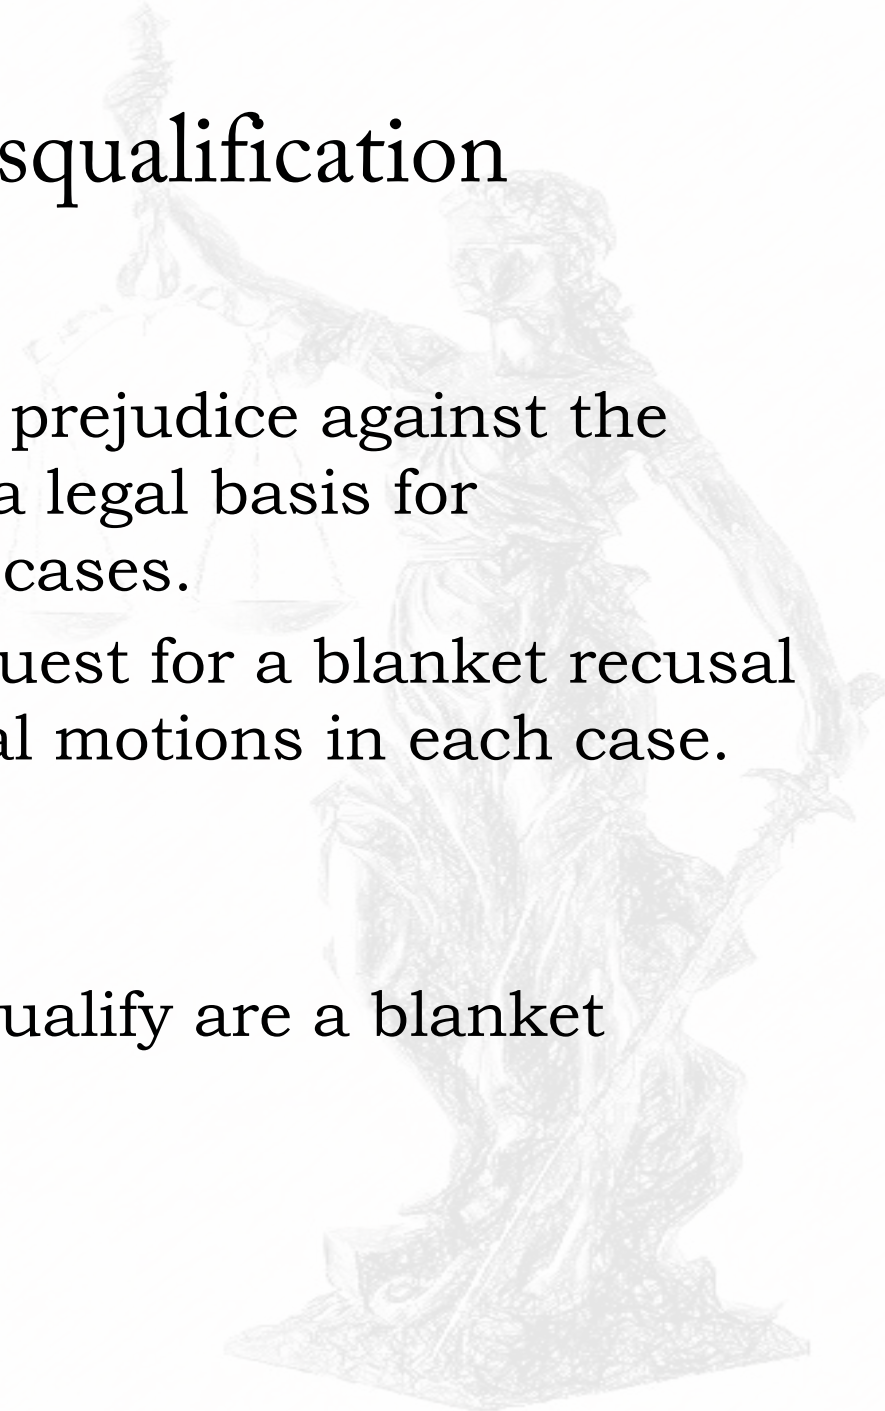 squalification
prejudice against the
a legal basis for
cases.
uest for a blanket recusal
al motions in each case.
ualify are a blanket